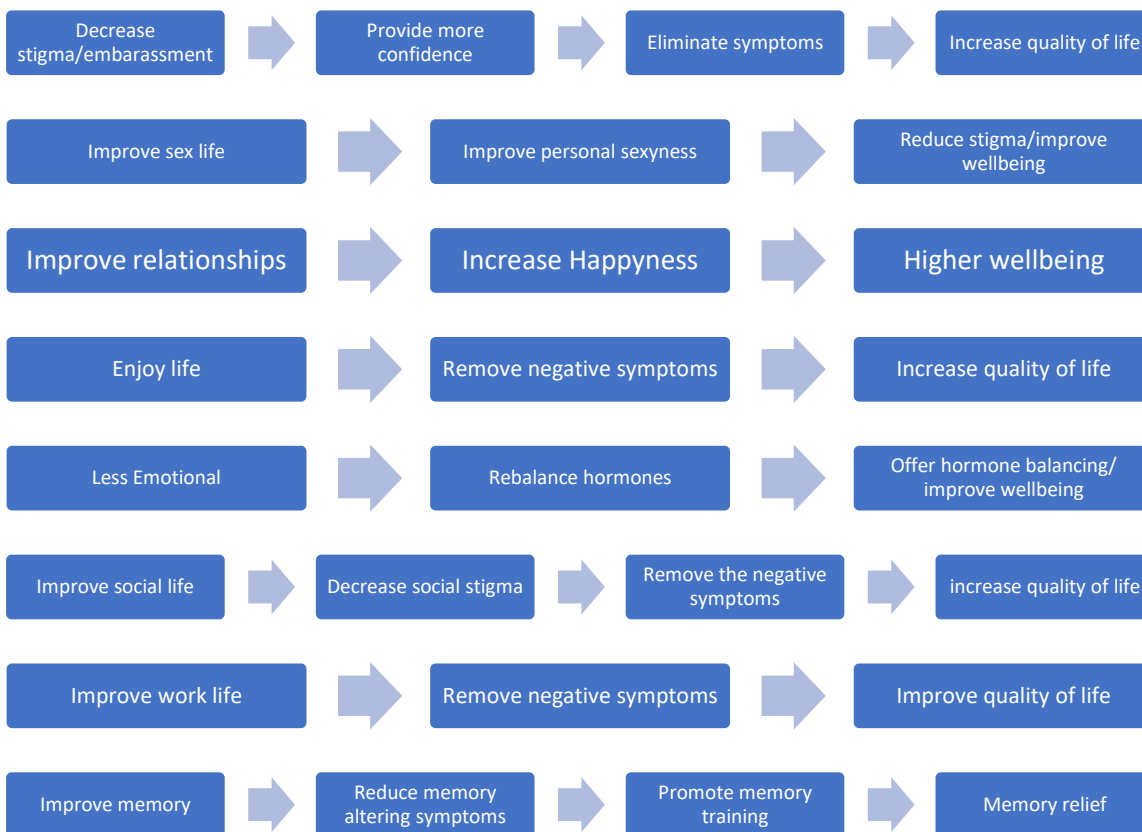 Decrease
stigma/embarassment
Provide more
confidence
Eliminate symptoms
Increase quality of life
Improve sex life
Improve personal sexyness
Reduce stigma/improve
wellbeing
Improve relationships
Increase Happyness
Higher wellbeing
Enjoy life
Remove negative symptoms
Increase quality of life
Less Emotional
Rebalance hormones
Offer hormone balancing/
improve wellbeing
Improve social life
Decrease social stigma
Remove the negative
symptoms
increase quality of life
Improve work life
Remove negative symptoms
Improve quality of life
Improve memory
Reduce memory
altering symptoms
Promote memory
training
Memory relief